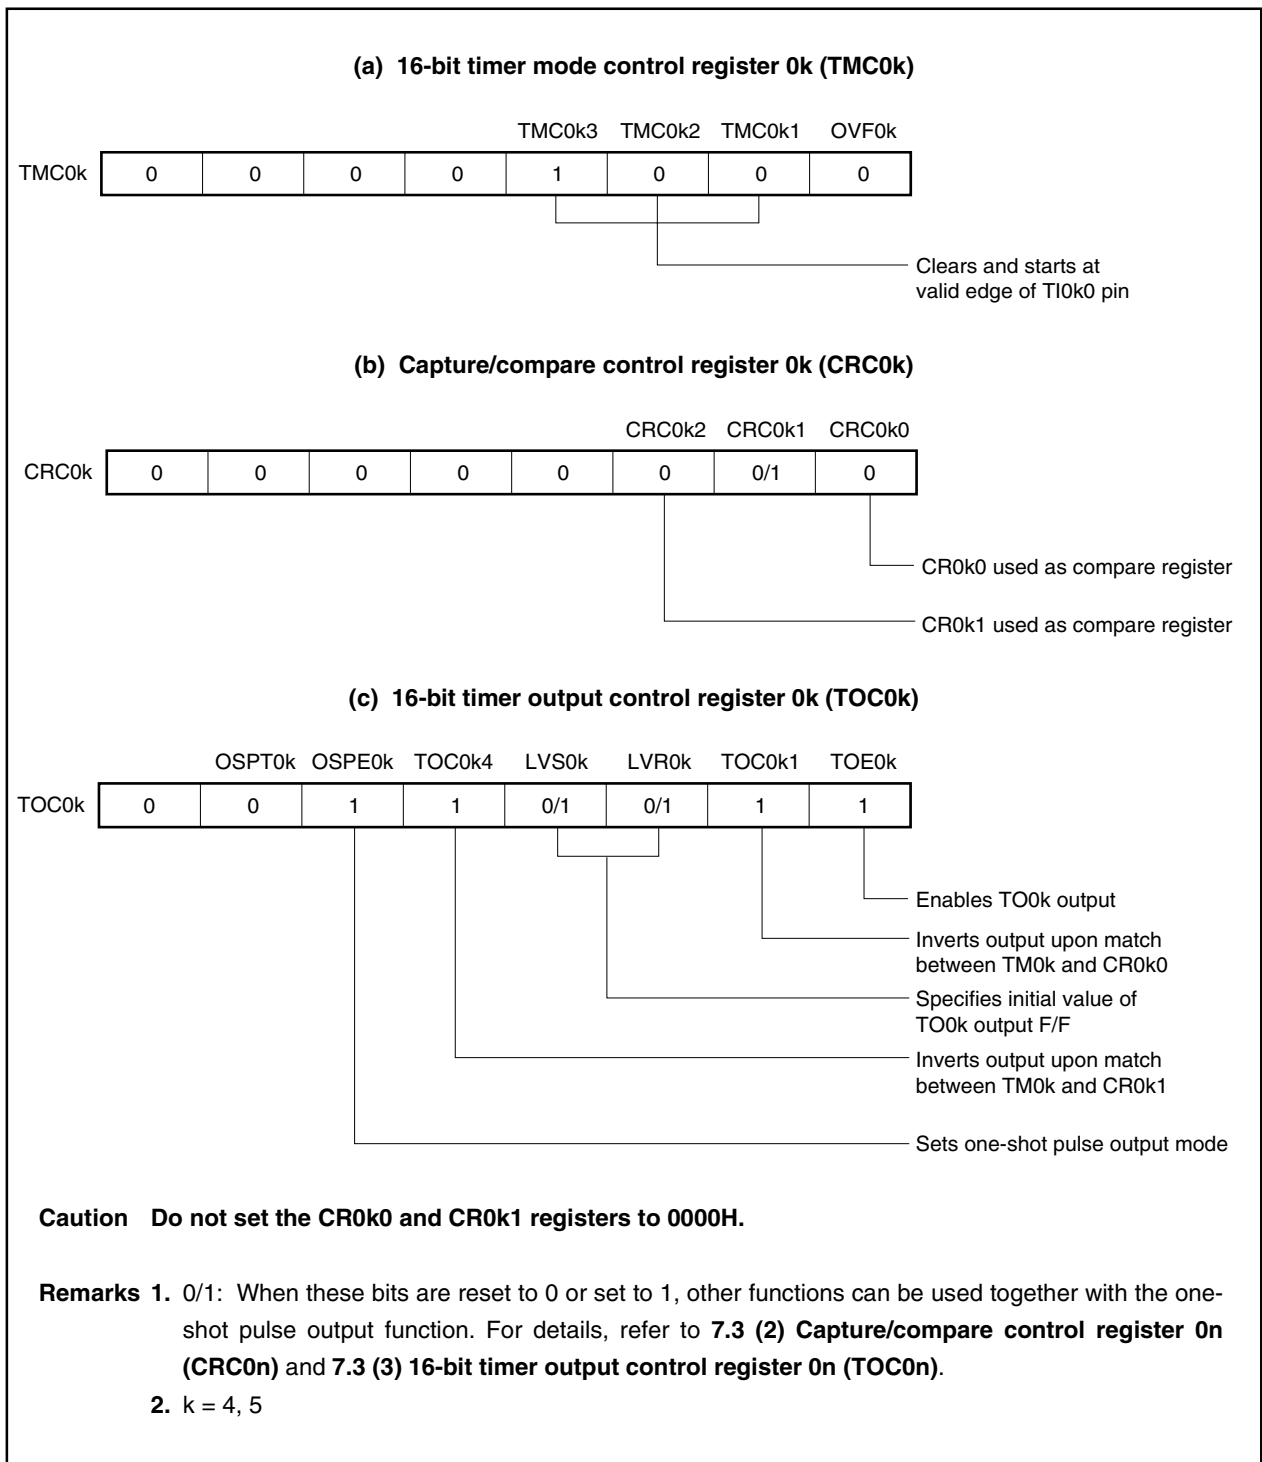 (a) 16-bit timer mode control register 0k (TMC0k)
TMC0k3 TMC0k2 TMC0k1 OVF0k
TMC0k 0 0 0 0 1 0 0 0
Clears and starts at
valid edge of TI0k0 pin
(b) Capture/compare control register 0k (CRC0k)
CRC0k2 CRC0k1 CRC0k0
CRC0k 0 0 0 0 0 0 0/1 0
CR0k0 used as compare register
CR0k1 used as compare register
(c) 16-bit timer output control register 0k (TOC0k)
OSPT0k OSPE0k TOC0k4 LVS0k LVR0k TOC0k1 TOE0k
TOC0k 0 0 1 1 0/1 0/1 1 1
Enables TO0k output
Inverts output upon match
between TM0k and CR0k0
Specifies initial value of
TO0k output F/F
Inverts output upon match
between TM0k and CR0k1
Sets one-shot pulse output mode
Caution Do not set the CR0k0 and CR0k1 registers to 0000H.
Remarks 1. 0/1: When these bits are reset to 0 or set to 1, other functions can be used together with the one-
shot pulse output function. For details, refer to 7.3 (2) Capture/compare control register 0n
(CRC0n) and 7.3 (3) 16-bit timer output control register 0n (TOC0n).
2. k = 4, 5